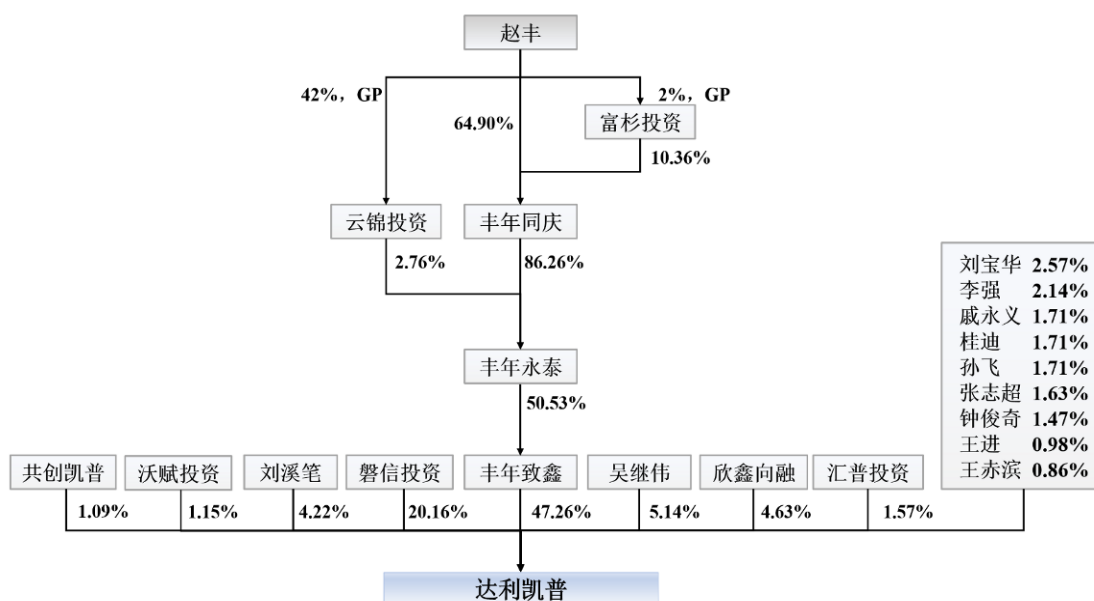 赵丰
42%，GP
2%，GP
64.90%
富杉投资
10.36%
云锦投资
丰年同庆
2.76%
86.26%
刘宝华 2.57%
李强 2.14%
戚永义 1.71%
桂迪 1.71%
孙飞 1.71%
张志超 1.63%
钟俊奇 1.47%
王进 0.98%
王赤滨 0.86%
丰年永泰
50.53%
共创凯普
沃赋投资
刘溪笔
磐信投资
丰年致鑫
吴继伟
欣鑫向融
汇普投资
1.09%
1.15%
4.22%
20.16%
47.26%
5.14%
4.63%
1.57%
达利凯普